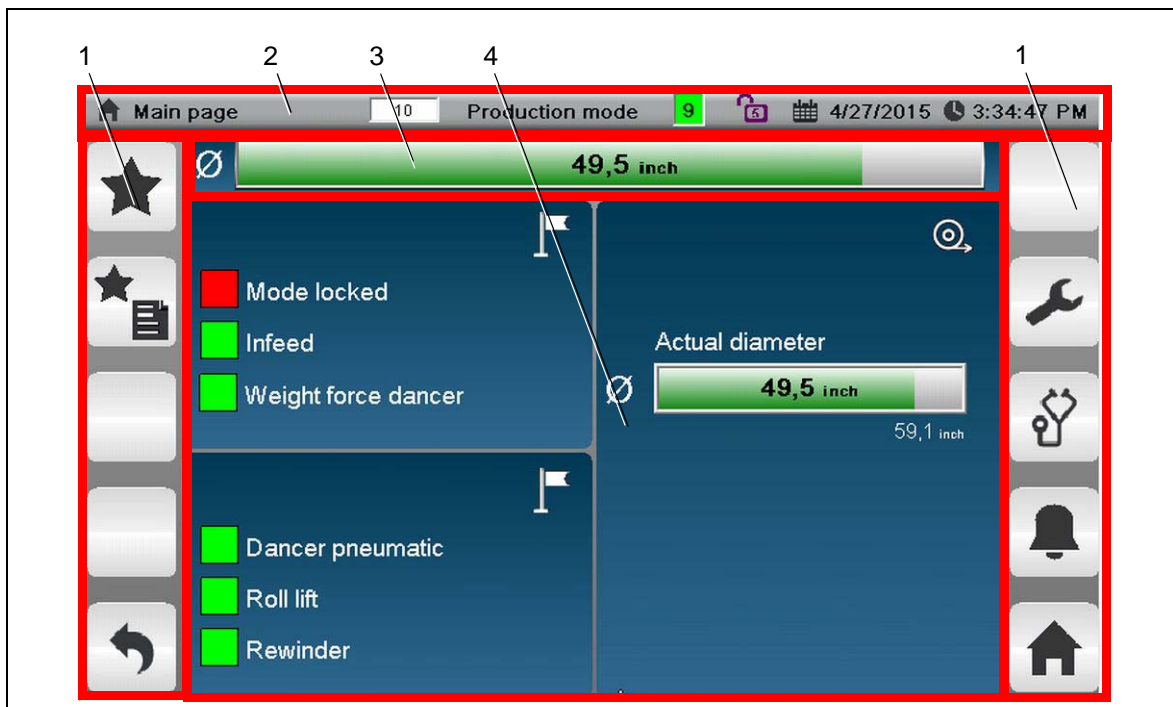 1 2 3 4 1
Main page 10 Production mode 9 6 4/27/2015 3:34:47 PM
Ø 49,5 inch
Mode locked
Infeed
Weight force dancer
Actual diameter
Ø 49,5 inch
59,1 inch
Dancer pneumatic
Roll lift
Rewinder